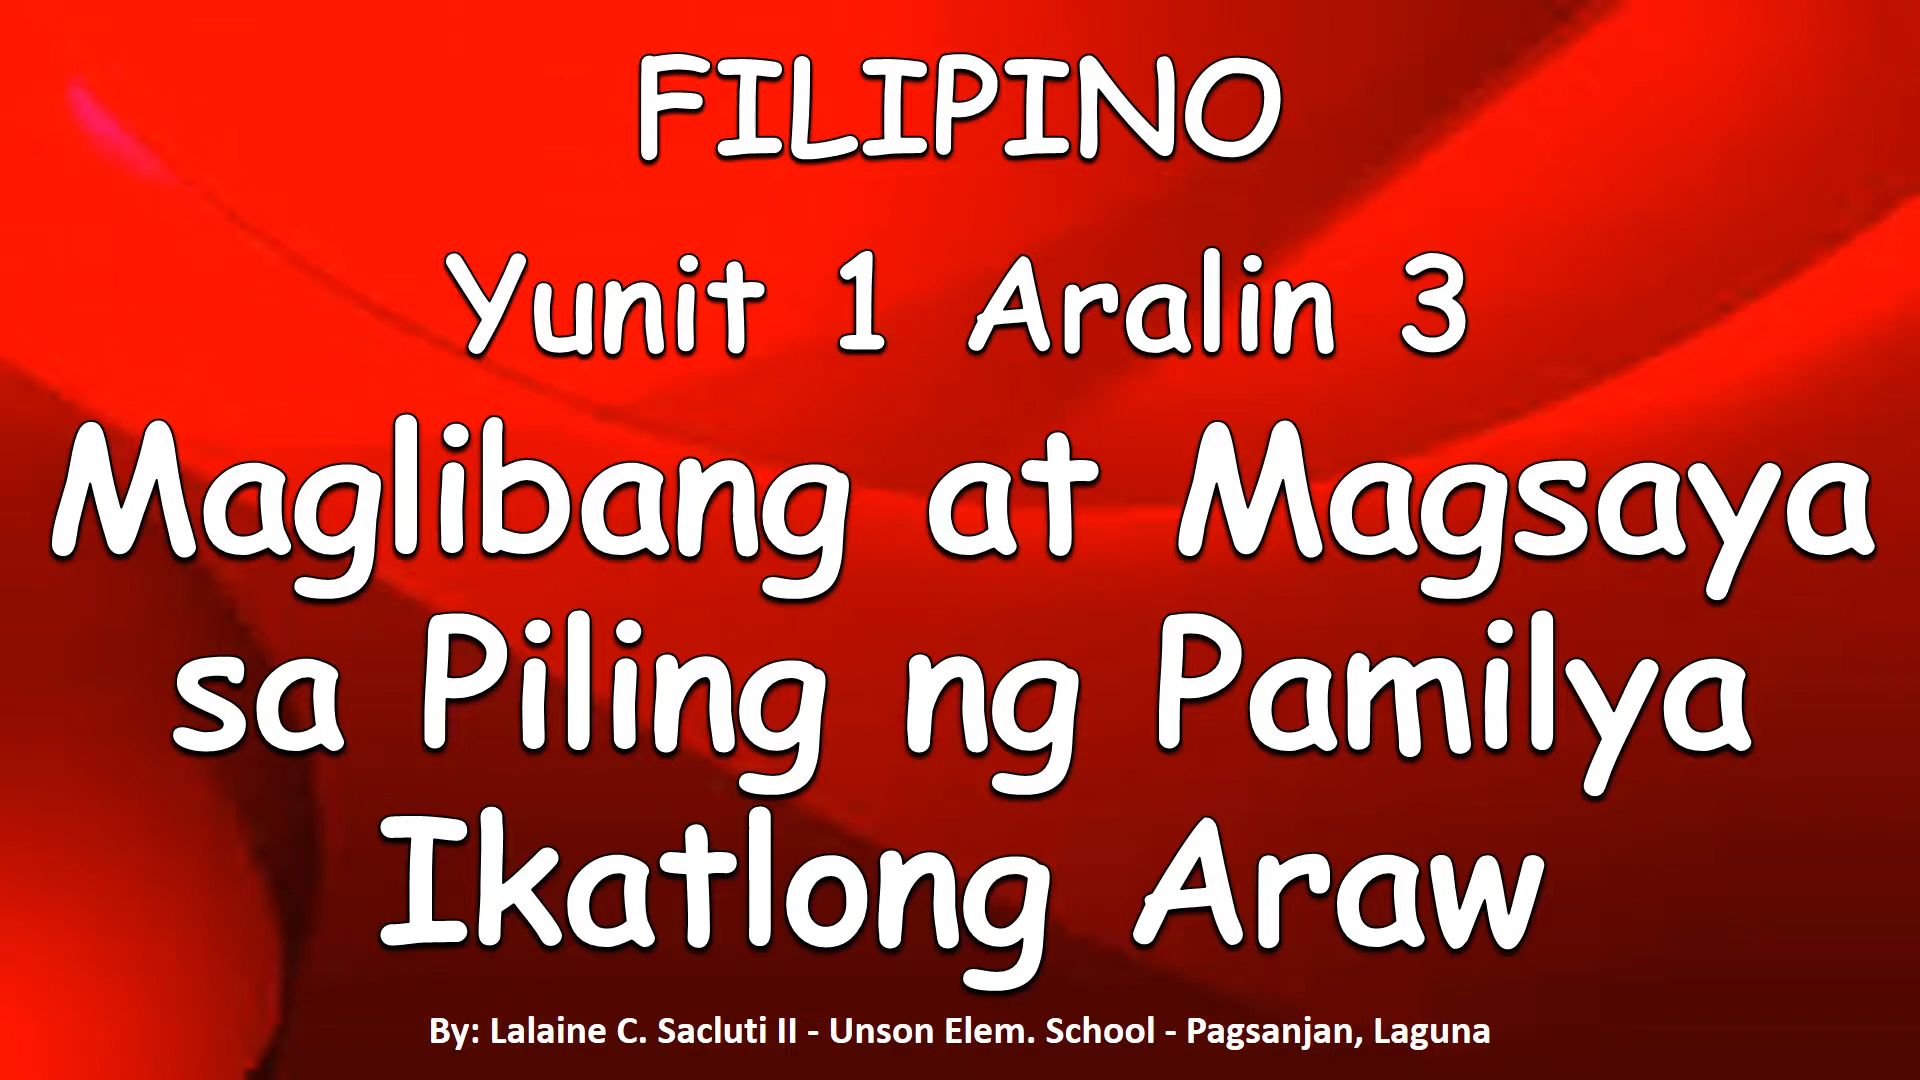 FILIPINO
Yunit 1 Aralin 3
Maglibang at Magsaya
sa Piling ng Pamilya
Ikatlong Araw
By: Lalaine C. Sacluti II - Unson Elem. School - Pagsanjan, Laguna